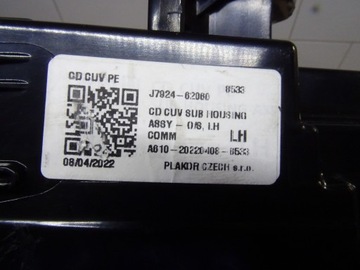 CD CUV PE
J7924-62060 8533
CD CUV SUB HOUSING
ASSY - O/S, LH
COMM LH
A610-20220408-8533
08/04/2022
PLAKOR CZECH s.r.o.